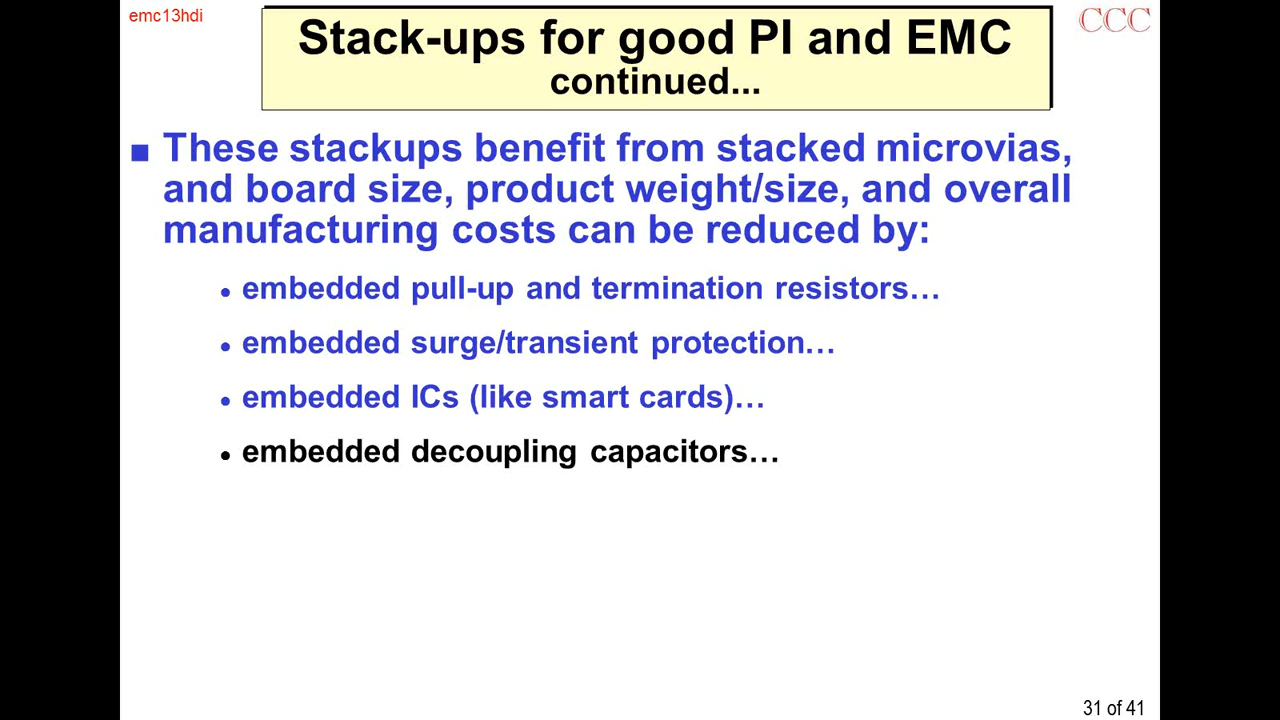 emc13hdi
Stack-ups for good PI and EMC
continued...
CCC
■ These stackups benefit from stacked microvias,
and board size, product weight/size, and overall
manufacturing costs can be reduced by:
• embedded pull-up and termination resistors…
• embedded surge/transient protection…
• embedded ICs (like smart cards)…
• embedded decoupling capacitors…
31 of 41